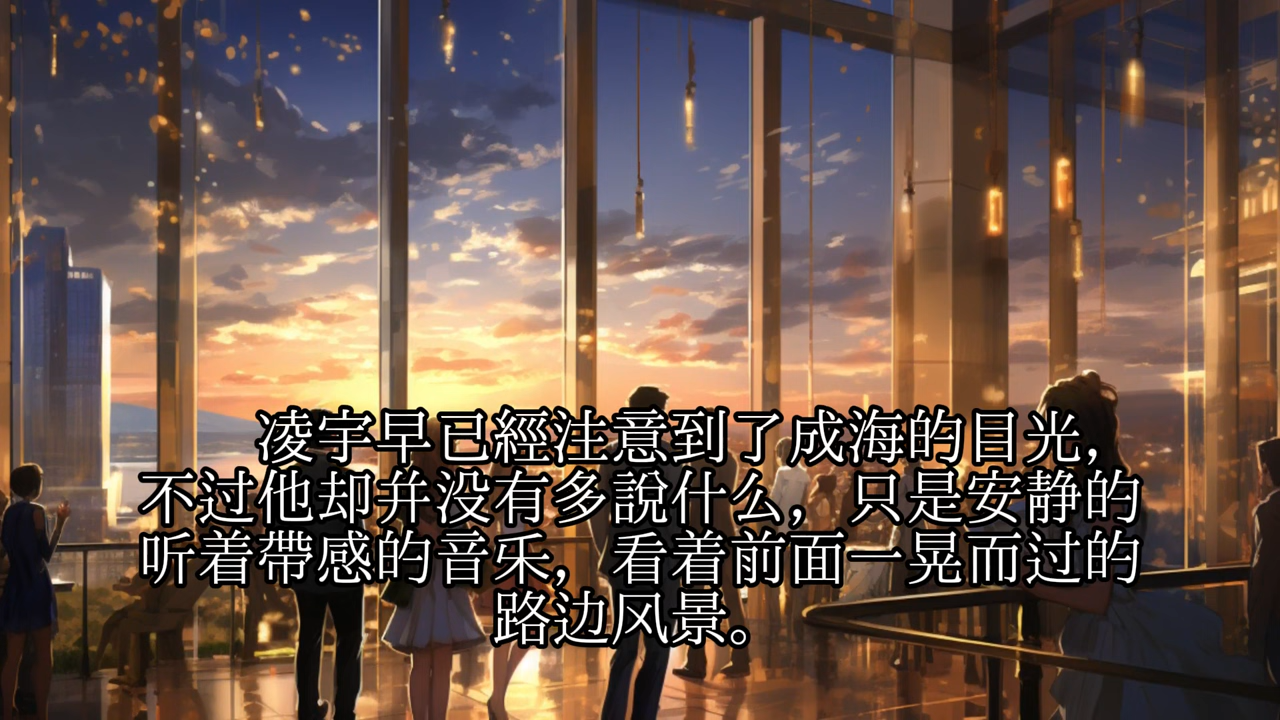 凌宇早已經注意到了成海的目光，
不过他却并没有多說什么，只是安静的
听着帶感的音乐，看着前面一晃而过的
路边风景。